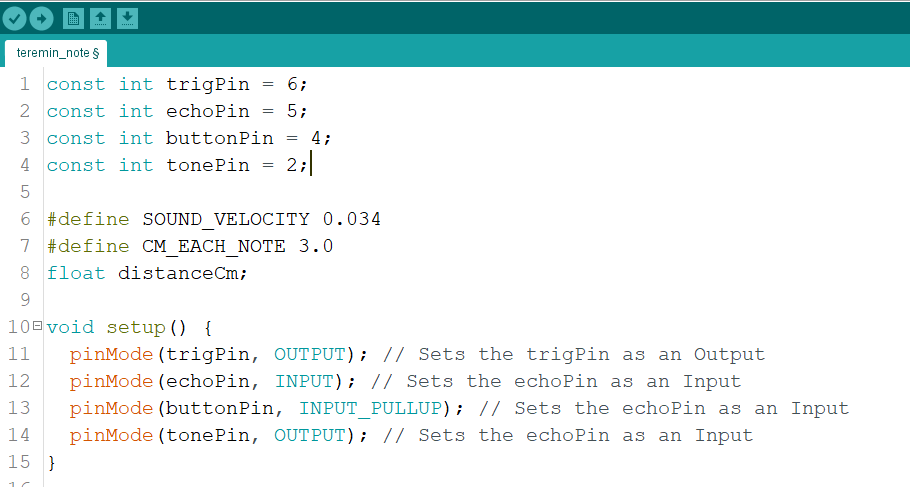 teremin_note §
1 const int trigPin = 6;
2 const int echoPin = 5;
3 const int buttonPin = 4;
4 const int tonePin = 2;
5
6 #define SOUND_VELOCITY 0.034
7 #define CM_EACH_NOTE 3.0
8 float distanceCm;
9
10 void setup() {
11   pinMode(trigPin, OUTPUT); // Sets the trigPin as an Output
12   pinMode(echoPin, INPUT); // Sets the echoPin as an Input
13   pinMode(buttonPin, INPUT_PULLUP); // Sets the echoPin as an Input
14   pinMode(tonePin, OUTPUT); // Sets the echoPin as an Input
15 }